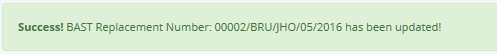 Success! BAST Replacement Number: 00002/BRU/JHO/05/2016 has been updated!